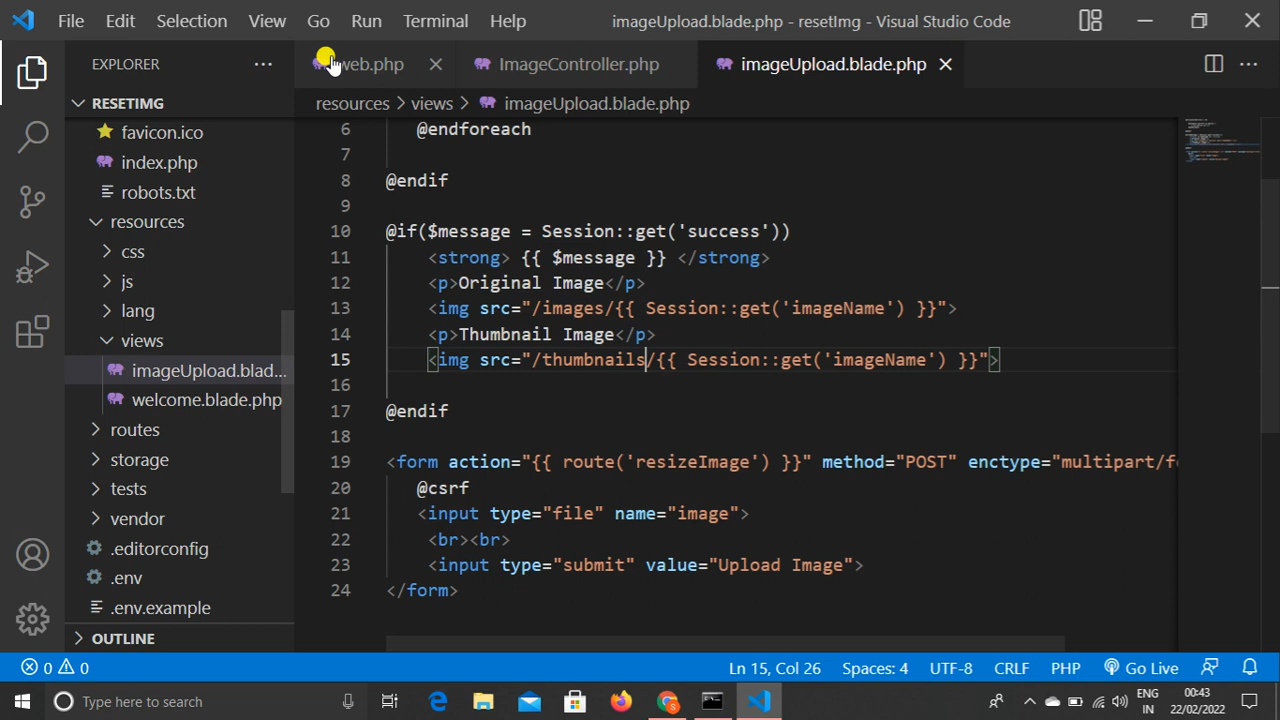 File Edit Selection View Go Run Terminal Help imageUpload.blade.php - resetImg - Visual Studio Code
EXPLORER
web.php ImageController.php imageUpload.blade.php
RESETIMG
resources views imageUpload.blade.php
favicon.ico
index.php
robots.txt
resources
css
js
lang
views
imageUpload.blad...
welcome.blade.php
routes
storage
tests
vendor
.editorconfig
.env
.env.example
OUTLINE
6 @endforeach
7
8 @endif
9
10 @if($message = Session::get('success'))
11 <strong> {{ $message }} </strong>
12 <p>Original Image</p>
13 <img src="/images/{{ Session::get('imageName') }}">
14 <p>Thumbnail Image</p>
15 <img src="/thumbnails/{{ Session::get('imageName') }}">
16
17 @endif
18
19 <form action="{{ route('resizeImage') }}" method="POST" enctype="multipart/f
20 @csrf
21 <input type="file" name="image">
22 <br><br>
23 <input type="submit" value="Upload Image">
24 </form>
0 0 Ln 15, Col 26 Spaces: 4 UTF-8 CRLF PHP Go Live
Type here to search
ENG
IN
00:43
22/02/2022